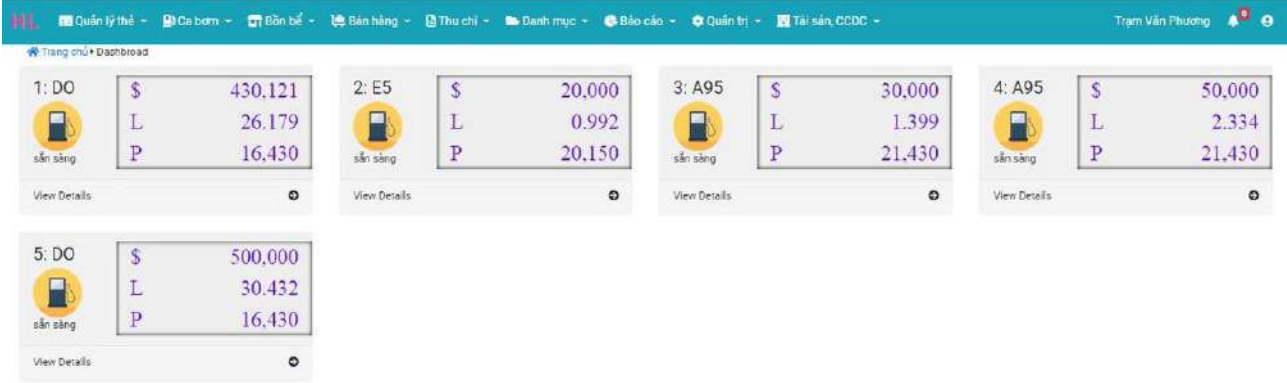 HL Quản lý thẻ Ca bơm Bồn bể Bán hàng Thu chi Danh mục Báo cáo Quản trị Tài sản, CCDC Trạm Vân Phương 0
Trang chủ Dashbroad
1: DO
$ 430,121
L 26.179
P 16,430
sẵn sàng
View Details
2: E5
$ 20,000
L 0.992
P 20,150
sẵn sàng
View Details
3: A95
$ 30,000
L 1.399
P 21,430
sẵn sàng
View Details
4: A95
$ 50,000
L 2.334
P 21,430
sẵn sàng
View Details
5: DO
$ 500,000
L 30.432
P 16,430
sẵn sàng
View Details